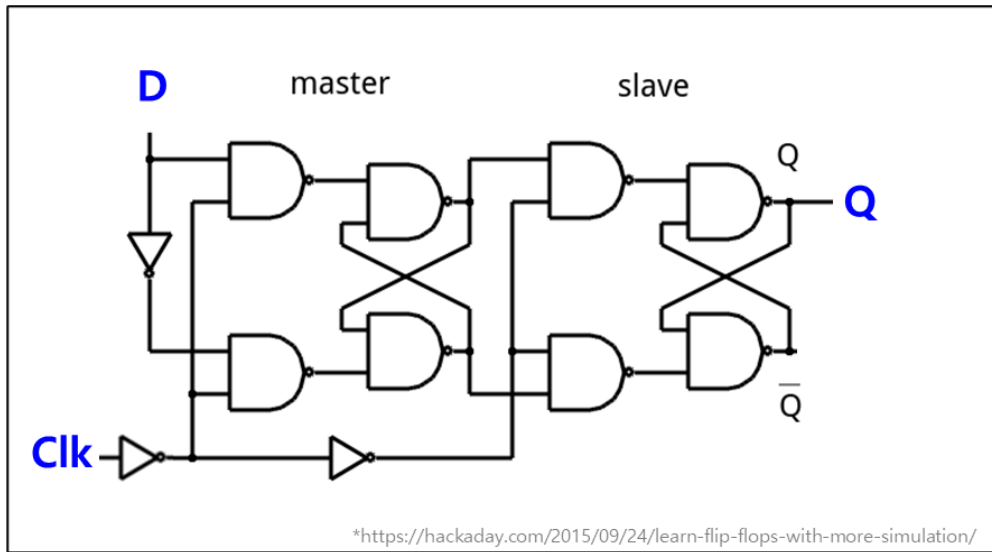 D
master
slave
Q
Q
Q
Clk
*https://hackaday.com/2015/09/24/learn-flip-flops-with-more-simulation/